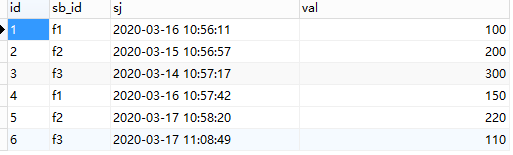 id sb_id sj val
1 f1 2020-03-16 10:56:11 100
2 f2 2020-03-15 10:56:57 200
3 f3 2020-03-14 10:57:17 300
4 f1 2020-03-16 10:57:42 150
5 f2 2020-03-17 10:58:20 220
6 f3 2020-03-17 11:08:49 110